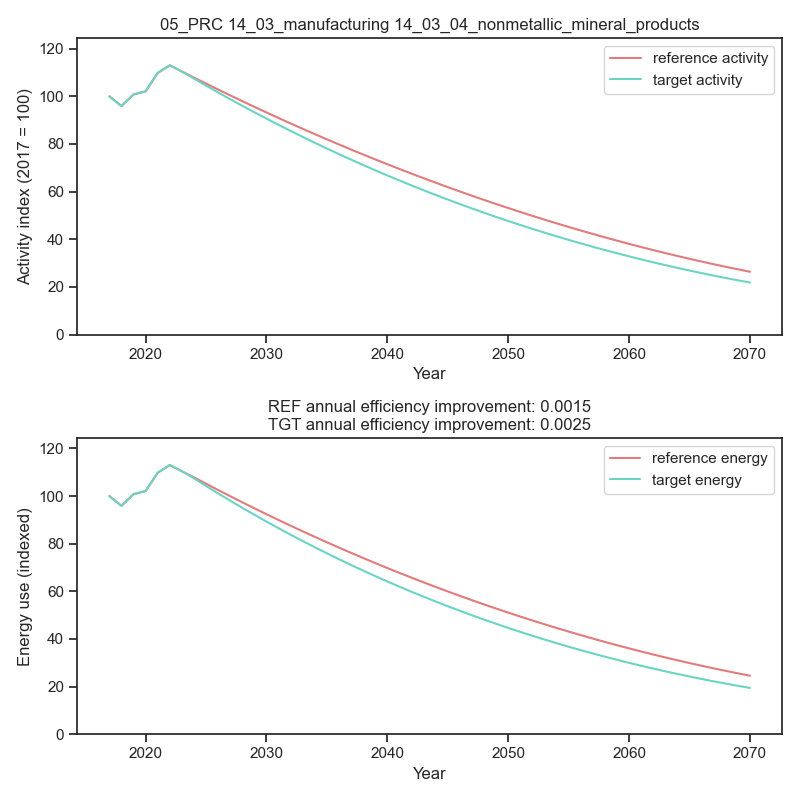 05_PRC 14_03_manufacturing 14_03_04_nonmetallic_mineral_products
120
100
80
60
40
20
0
Activity index (2017 = 100)
reference activity
target activity
2020 2030 2040 2050 2060 2070
Year
REF annual efficiency improvement: 0.0015
TGT annual efficiency improvement: 0.0025
120
100
80
60
40
20
0
Energy use (indexed)
reference energy
target energy
2020 2030 2040 2050 2060 2070
Year